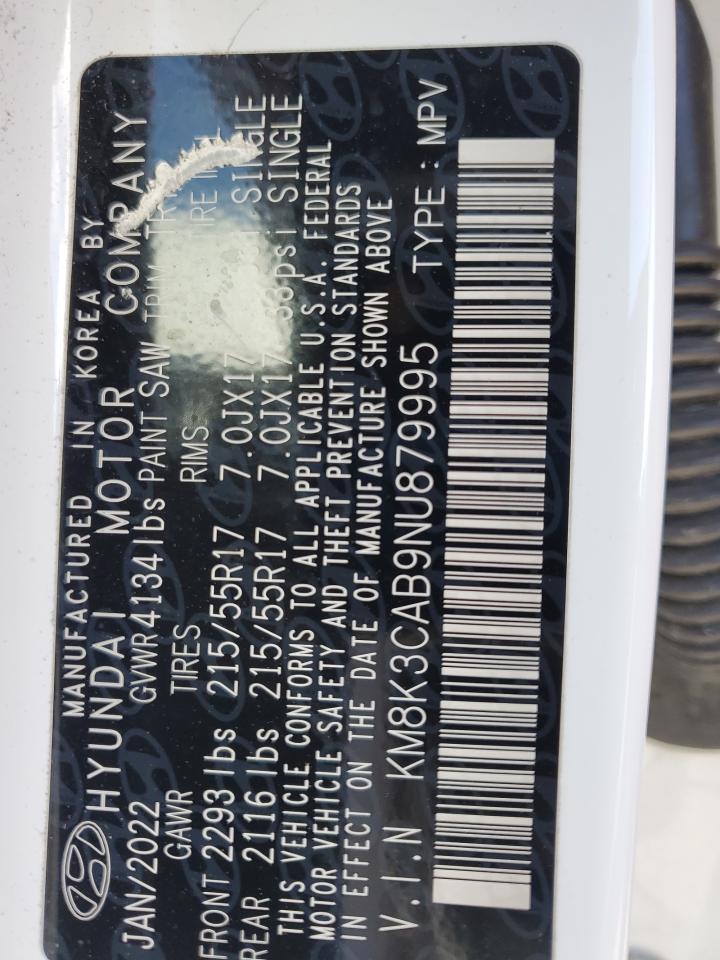 MANUFACTURED IN KOREA BY
HYUNDAI MOTOR COMPANY
JAN/2022 GVWR 4134 lbs PAINT SAW TRIM
GAWR TIRES RIMS
FRONT 2293 lbs 215/55R17 7.0JX17 SINGLE
REAR 2116 lbs 215/55R17 7.0JX17 33psi SINGLE
THIS VEHICLE CONFORMS TO ALL APPLICABLE U.S.A. FEDERAL
MOTOR VEHICLE SAFETY AND THEFT PREVENTION STANDARDS
IN EFFECT ON THE DATE OF MANUFACTURE SHOWN ABOVE
V.I.N KM8K3CAB9NU879995 TYPE : MPV